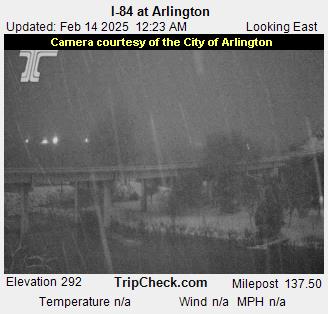 I-84 at Arlington
Updated: Feb 14 2025 12:23 AM Looking East
Camera courtesy of the City of Arlington
Elevation 292 TripCheck.com Milepost 137.50
Temperature n/a Wind n/a MPH n/a